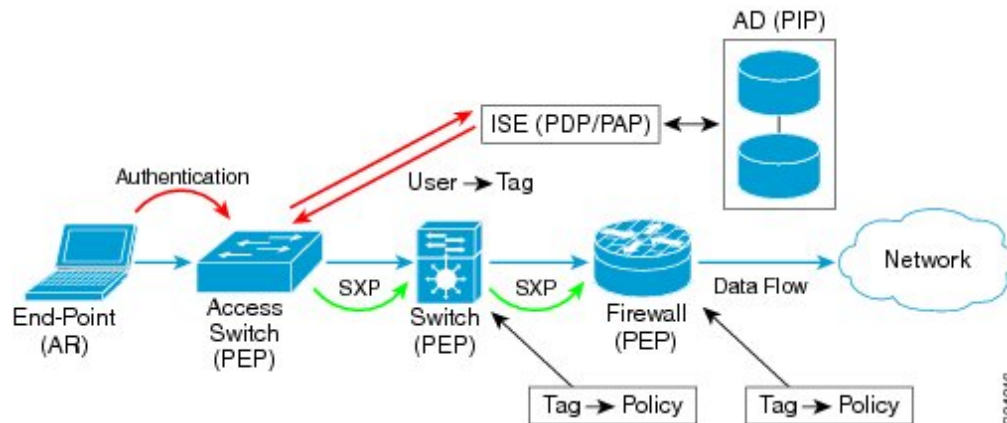 AD (PIP)
ISE (PDP/PAP)
Authentication
User → Tag
SXP
SXP
Data Flow
Network
End-Point
(AR)
Access
Switch
(PEP)
Switch
(PEP)
Firewall
(PEP)
Tag → Policy
Tag → Policy